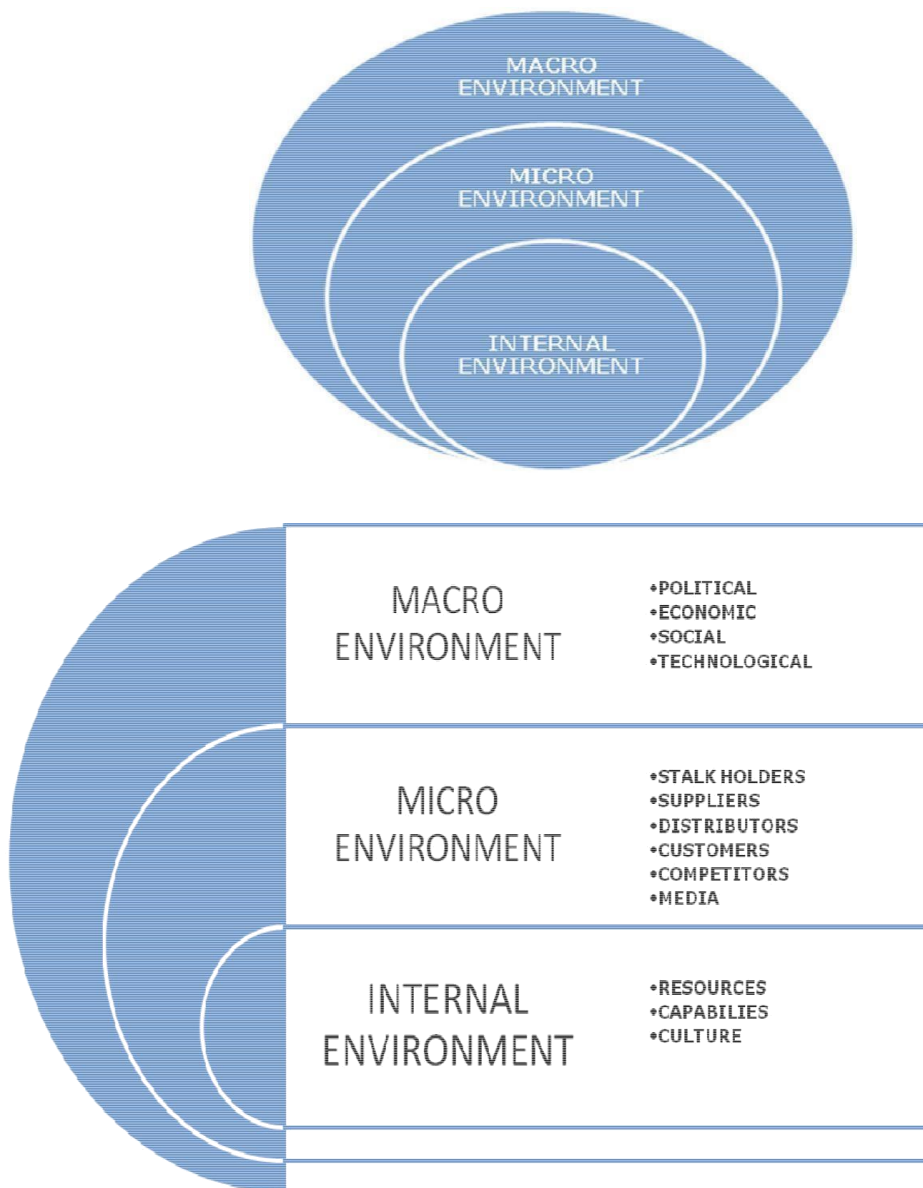 MACRO
ENVIRONMENT
MICRO
ENVIRONMENT
INTERNAL
ENVIRONMENT
MACRO
ENVIRONMENT
•POLITICAL
•ECONOMIC
•SOCIAL
•TECHNOLOGICAL
MICRO
ENVIRONMENT
•STALK HOLDERS
•SUPPLIERS
•DISTRIBUTORS
•CUSTOMERS
•COMPETITORS
•MEDIA
INTERNAL
ENVIRONMENT
•RESOURCES
•CAPABILIES
•CULTURE